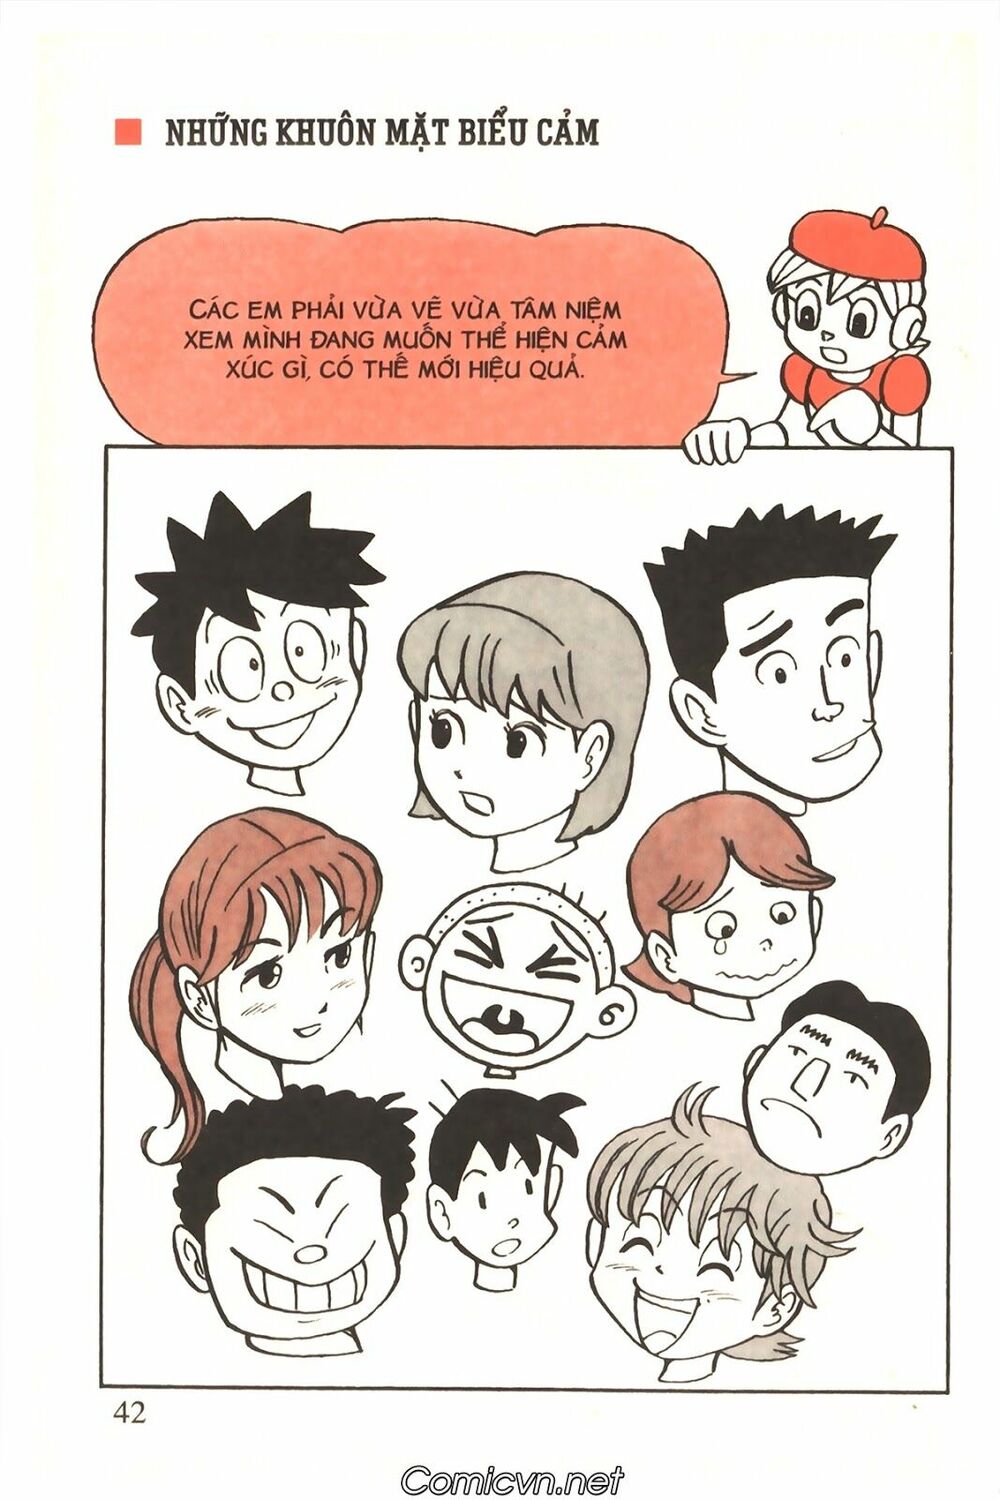 NHỮNG KHUÔN MẶT BIỂU CẢM
CÁC EM PHẢI VỪA VẼ VỪA TÂM NIỆM
XEM MÌNH ĐANG MUỐN THỂ HIỆN CẢM
XÚC GÌ, CÓ THẾ MỚI HIỆU QUẢ.
42
Comicvn.net